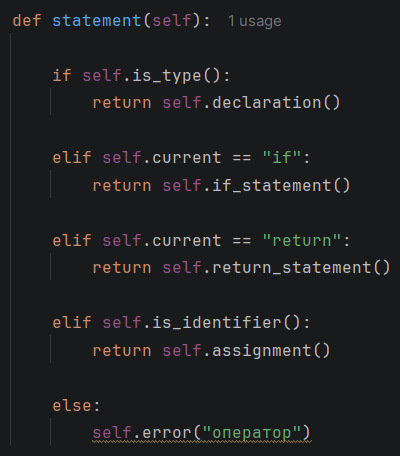 def statement(self): 1 usage
if self.is_type():
return self.declaration()
elif self.current == "if":
return self.if_statement()
elif self.current == "return":
return self.return_statement()
elif self.is_identifier():
return self.assignment()
else:
self.error("оператор")